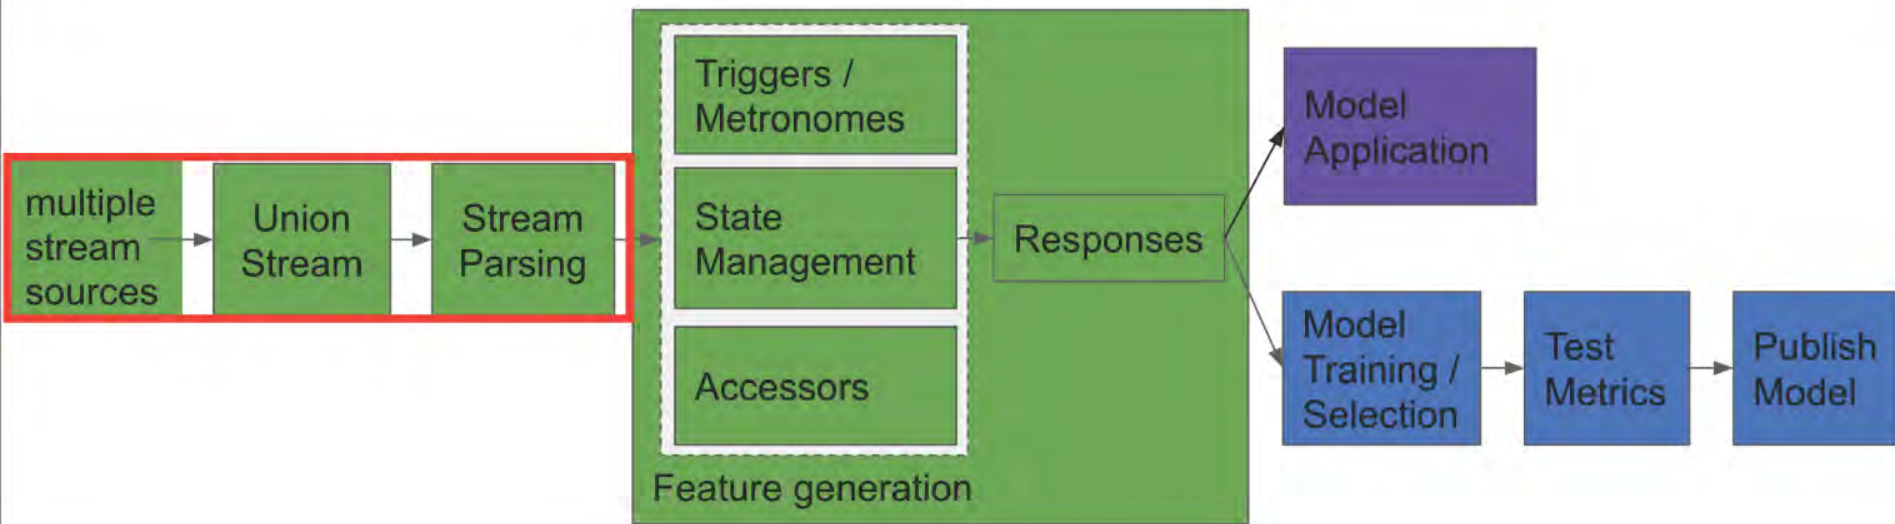 multiple
stream
sources
Union
Stream
Stream
Parsing
Triggers /
Metronomes
State
Management
Accessors
Feature generation
Responses
Model
Application
Model
Training /
Selection
Test
Metrics
Publish
Model